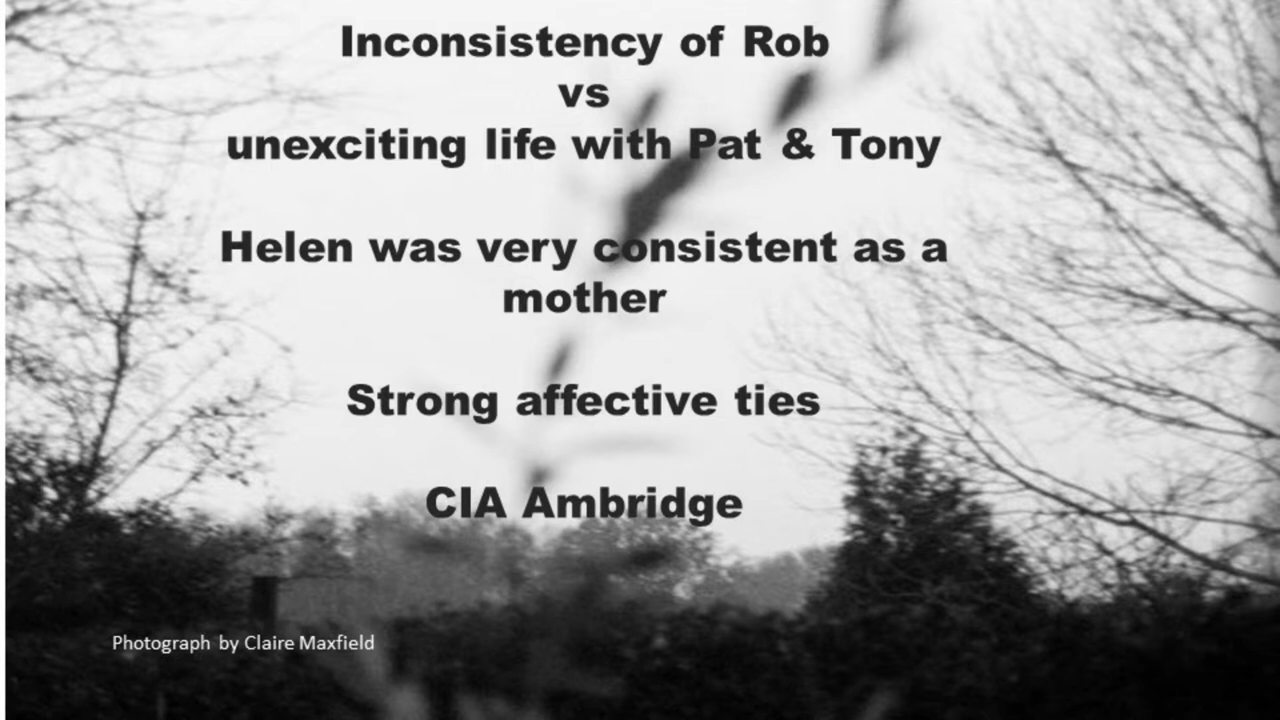 Inconsistency of Rob
vs
unexciting life with Pat & Tony
Helen was very consistent as a
mother
Strong affective ties
CIA Ambridge
Photograph by Claire Maxfield